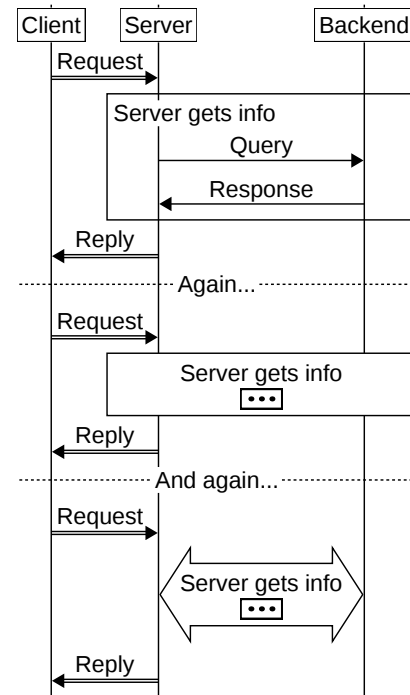 Client Server Backend
Request
Server gets info
Query
Response
Reply
Again...
Request
Server gets info
Reply
And again...
Request
Server gets info
Reply